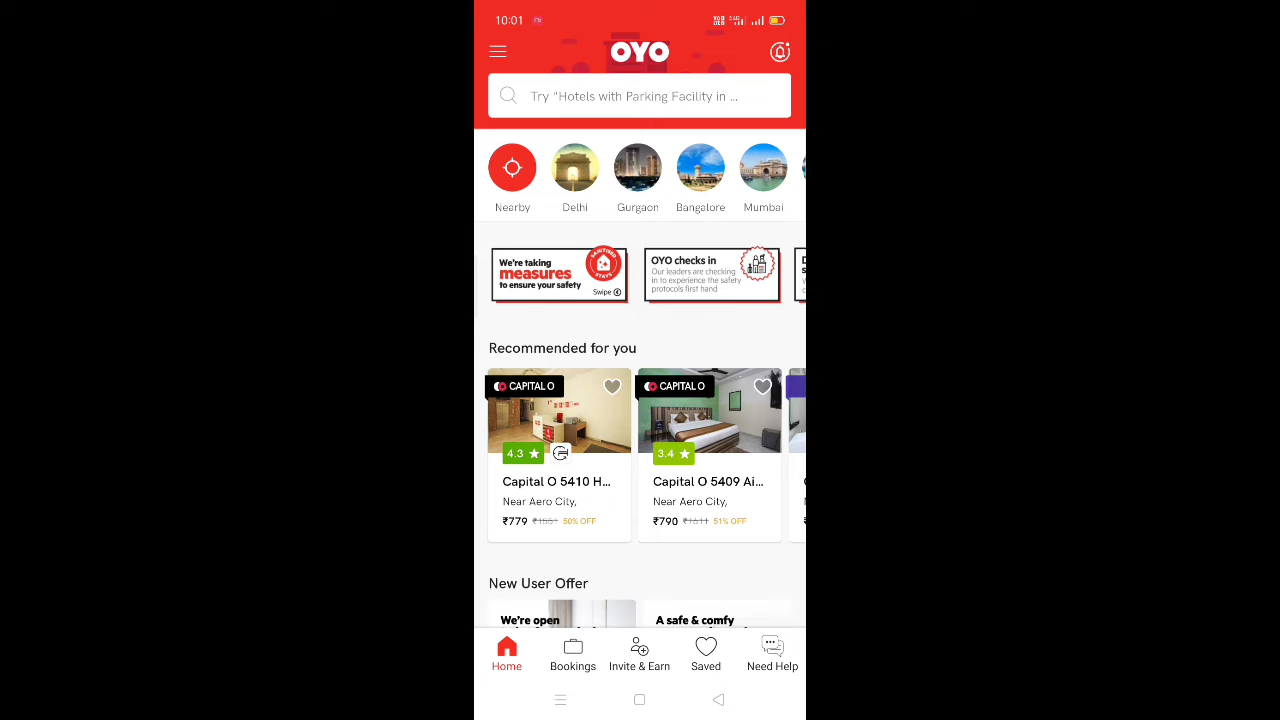 10:01
OYO
Try "Hotels with Parking Facility in ...
Nearby
Delhi
Gurgaon
Bangalore
Mumbai
We're taking
measures
to ensure your safety
SANITISED
STAYS
Swipe
OYO checks in
Our leaders are checking
in to experience the safety
protocols first hand
Recommended for you
CAPITAL O
CAPITAL O
4.3
3.4
Capital O 5410 H...
Near Aero City,
₹779 ₹1551 50% OFF
Capital O 5409 Ai...
Near Aero City,
₹790 ₹1611 51% OFF
New User Offer
We're open
A safe & comfy
Home
Bookings
Invite & Earn
Saved
Need Help